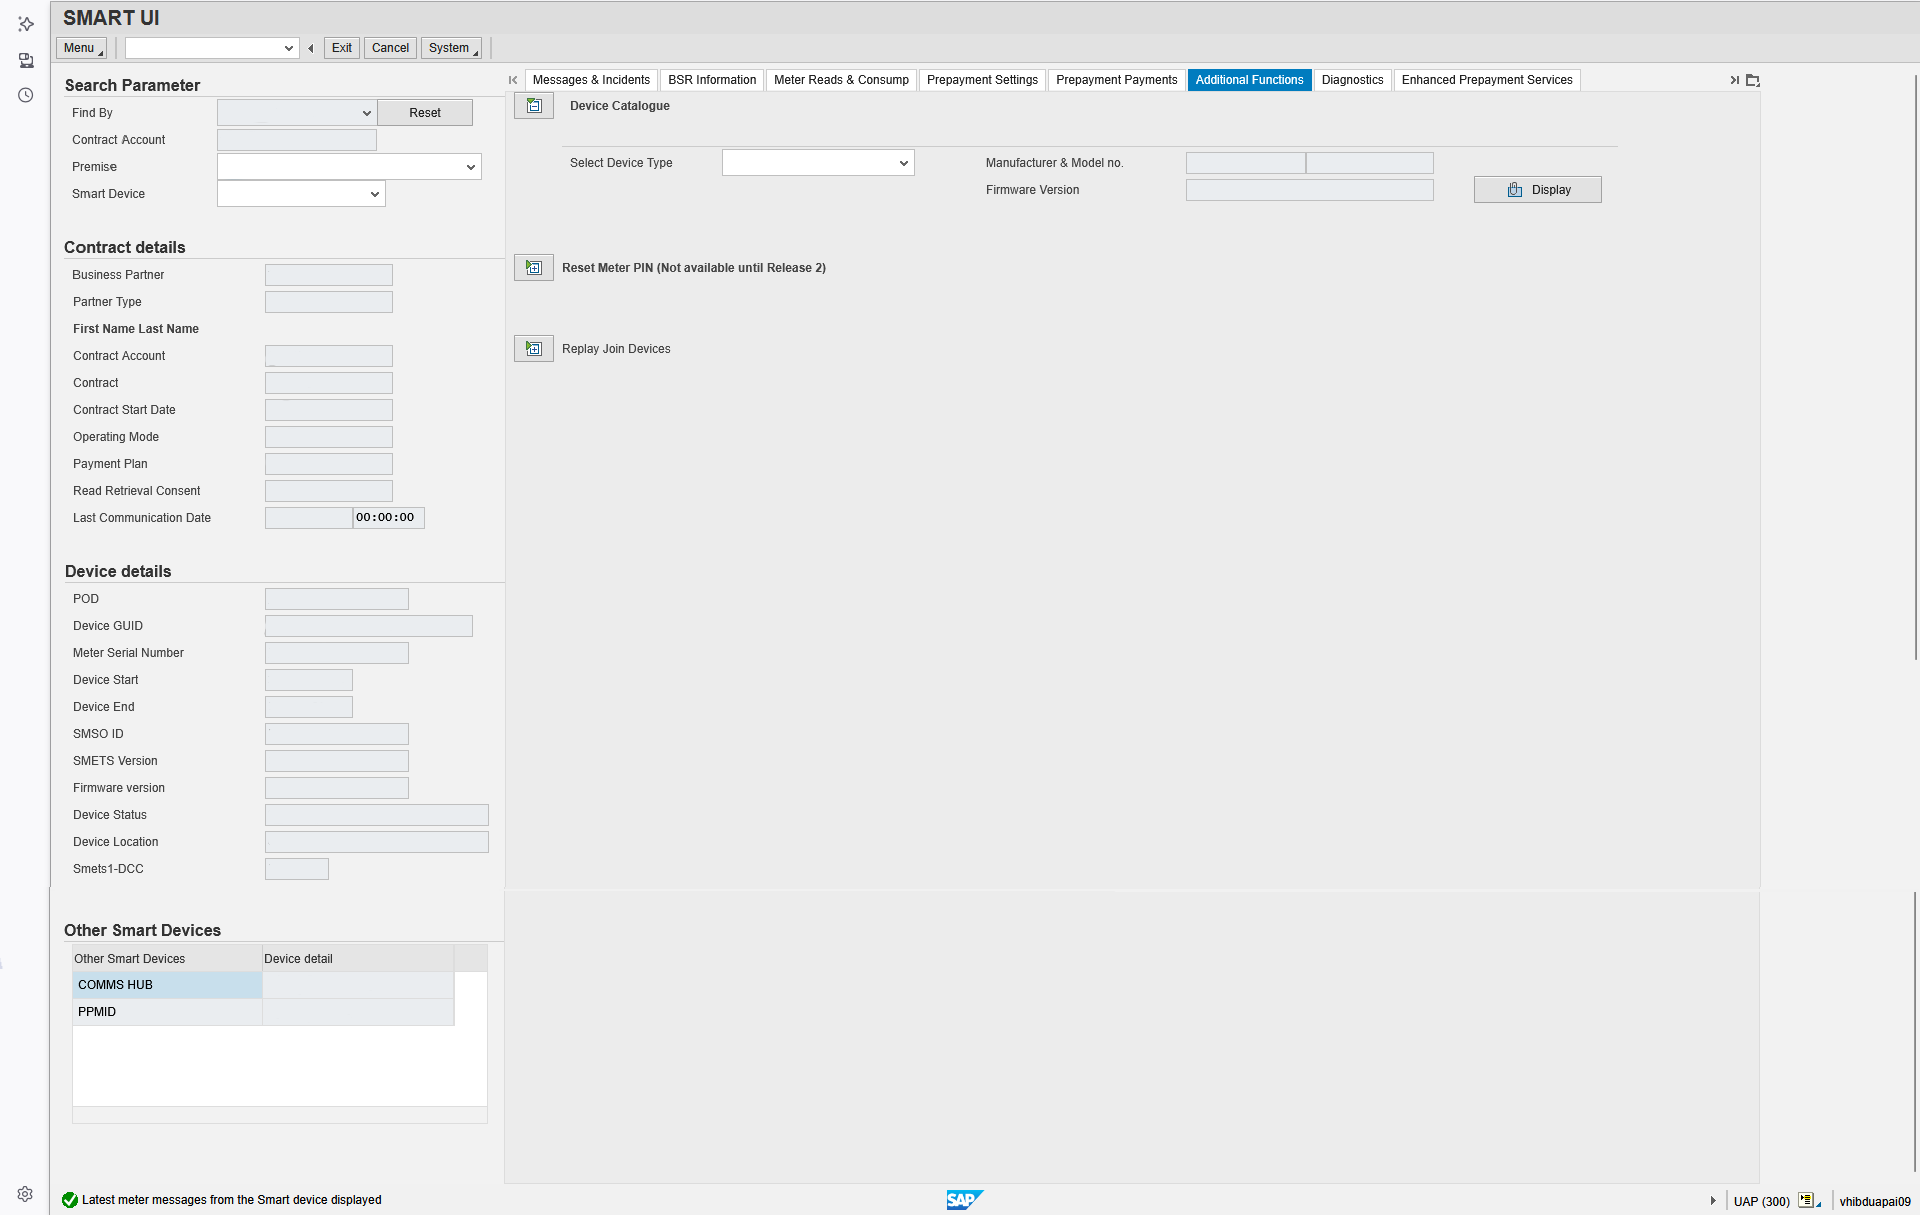 SMART UI
Menu
Exit
Cancel
System
Search Parameter
Find By
Reset
Contract Account
Premise
Smart Device
Contract details
Business Partner
Partner Type
First Name Last Name
Contract Account
Contract
Contract Start Date
Operating Mode
Payment Plan
Read Retrieval Consent
Last Communication Date 00:00:00
Device details
POD
Device GUID
Meter Serial Number
Device Start
Device End
SMSO ID
SMETS Version
Firmware version
Device Status
Device Location
Smets1-DCC
Other Smart Devices
Other Smart Devices Device detail
COMMS HUB
PPMID
Messages & Incidents
BSR Information
Meter Reads & Consump
Prepayment Settings
Prepayment Payments
Additional Functions
Diagnostics
Enhanced Prepayment Services
Device Catalogue
Select Device Type
Manufacturer & Model no.
Firmware Version
Display
Reset Meter PIN (Not available until Release 2)
Replay Join Devices
Latest meter messages from the Smart device displayed
SAP
UAP (300)
vhibduapai09